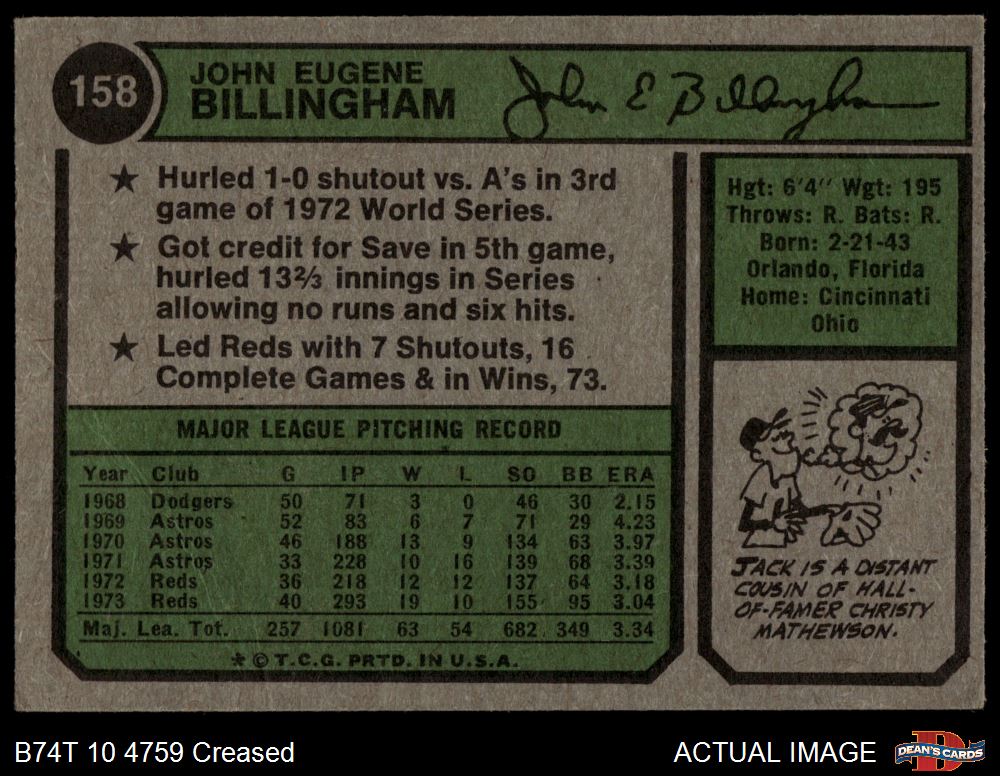 158
JOHN EUGENE
BILLINGHAM
John E Billingham
★ Hurled 1-0 shutout vs. A's in 3rd
game of 1972 World Series.
★ Got credit for Save in 5th game,
hurled 13⅔ innings in Series
allowing no runs and six hits.
★ Led Reds with 7 Shutouts, 16
Complete Games & in Wins, 73.
Hgt: 6'4" Wgt: 195
Throws: R. Bats: R.
Born: 2-21-43
Orlando, Florida
Home: Cincinnati
Ohio
MAJOR LEAGUE PITCHING RECORD
Year Club G IP W L SO BB ERA
1968 Dodgers 50 71 3 0 46 30 2.15
1969 Astros 52 83 6 7 71 29 4.23
1970 Astros 46 188 13 9 134 63 3.97
1971 Astros 33 228 10 16 139 68 3.39
1972 Reds 36 218 12 12 137 64 3.18
1973 Reds 40 293 19 10 155 95 3.04
Maj. Lea. Tot. 257 1081 63 54 682 349 3.34
★ © T.C.G. PRTD. IN U.S.A.
JACK IS A DISTANT
COUSIN OF HALL-
OF-FAMER CHRISTY
MATHEWSON.
B74T 10 4759 Creased
ACTUAL IMAGE
DEAN'S CARDS